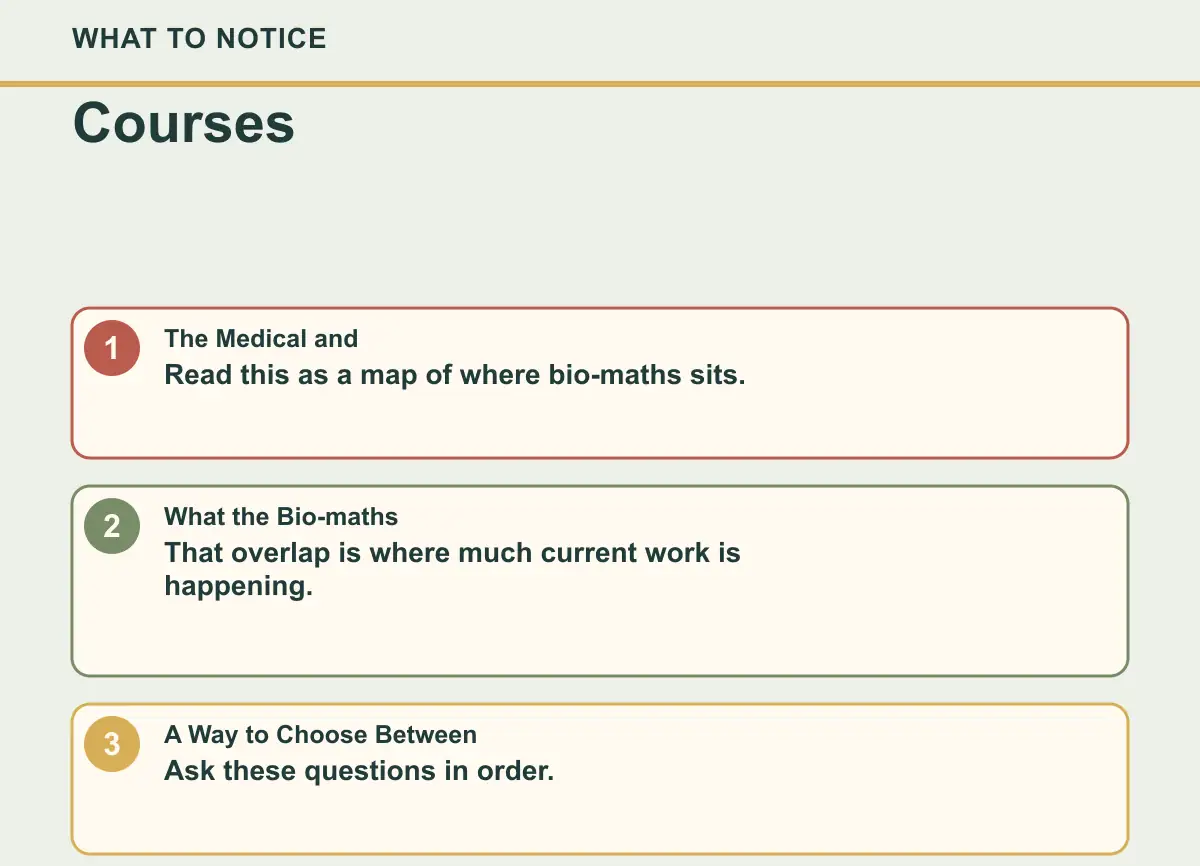 WHAT TO NOTICE
Courses
1
The Medical and
Read this as a map of where bio-maths sits.
2
What the Bio-maths
That overlap is where much current work is
happening.
3
A Way to Choose Between
Ask these questions in order.